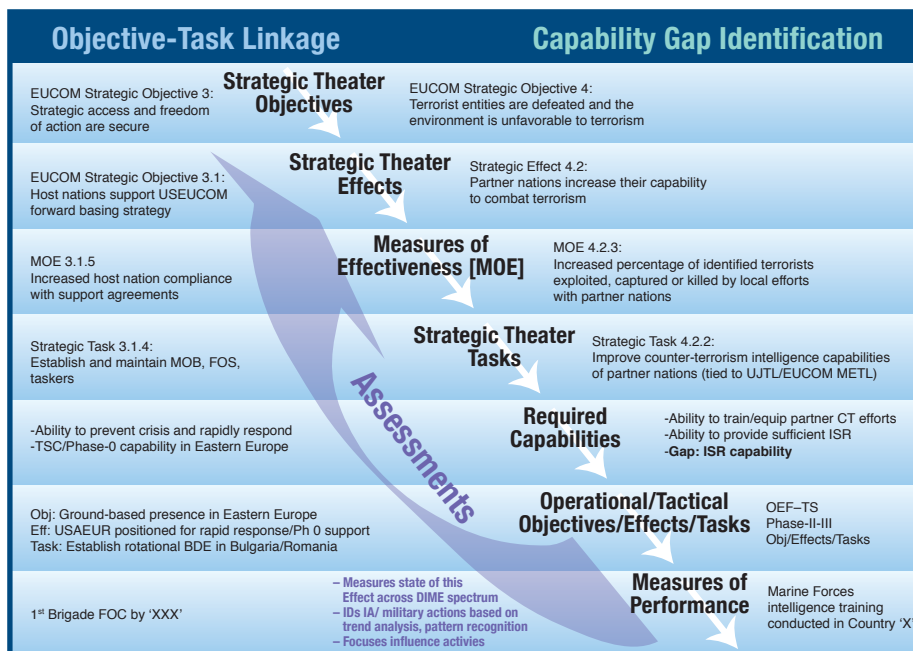 Objective-Task Linkage
Capability Gap Identification
EUCOM Strategic Objective 3:
Strategic access and freedom
of action are secure
Strategic Theater
Objectives
EUCOM Strategic Objective 4:
Terrorist entities are defeated and the
environment is unfavorable to terrorism
EUCOM Strategic Objective 3.1:
Host nations support USEUCOM
forward basing strategy
Strategic Theater
Effects
Strategic Effect 4.2:
Partner nations increase their capability
to combat terrorism
MOE 3.1.5
Increased host nation compliance
with support agreements
Measures of
Effectiveness [MOE]
MOE 4.2.3:
Increased percentage of identified terrorists
exploited, captured or killed by local efforts
with partner nations
Strategic Task 3.1.4:
Establish and maintain MOB, FOS,
taskers
Strategic Theater
Tasks
Strategic Task 4.2.2:
Improve counter-terrorism intelligence capabilities
of partner nations (tied to UJTL/EUCOM METL)
-Ability to prevent crisis and rapidly respond
-TSC/Phase-0 capability in Eastern Europe
Required
Capabilities
-Ability to train/equip partner CT efforts
-Ability to provide sufficient ISR
-Gap: ISR capability
Assessments
Obj: Ground-based presence in Eastern Europe
Eff: USAEUR positioned for rapid response/Ph 0 support
Task: Establish rotational BDE in Bulgaria/Romania
Operational/Tactical
Objectives/Effects/Tasks
OEF–TS
Phase-II-III
Obj/Effects/Tasks
1st Brigade FOC by ‘XXX’
– Measures state of this
Effect across DIME spectrum
– IDs IA/ military actions based on
trend analysis, pattern recognition
– Focuses influence activies
Measures of
Performance
Marine Forces
intelligence training
conducted in Country ‘X’